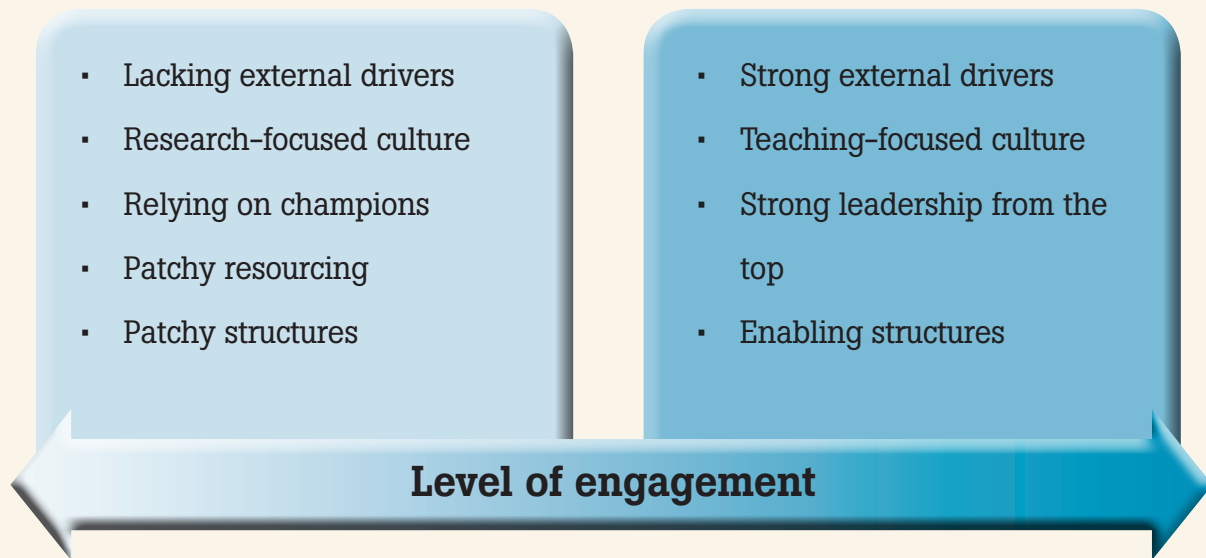 ▪ Lacking external drivers
▪ Research-focused culture
▪ Relying on champions
▪ Patchy resourcing
▪ Patchy structures
▪ Strong external drivers
▪ Teaching-focused culture
▪ Strong leadership from the
top
▪ Enabling structures
Level of engagement